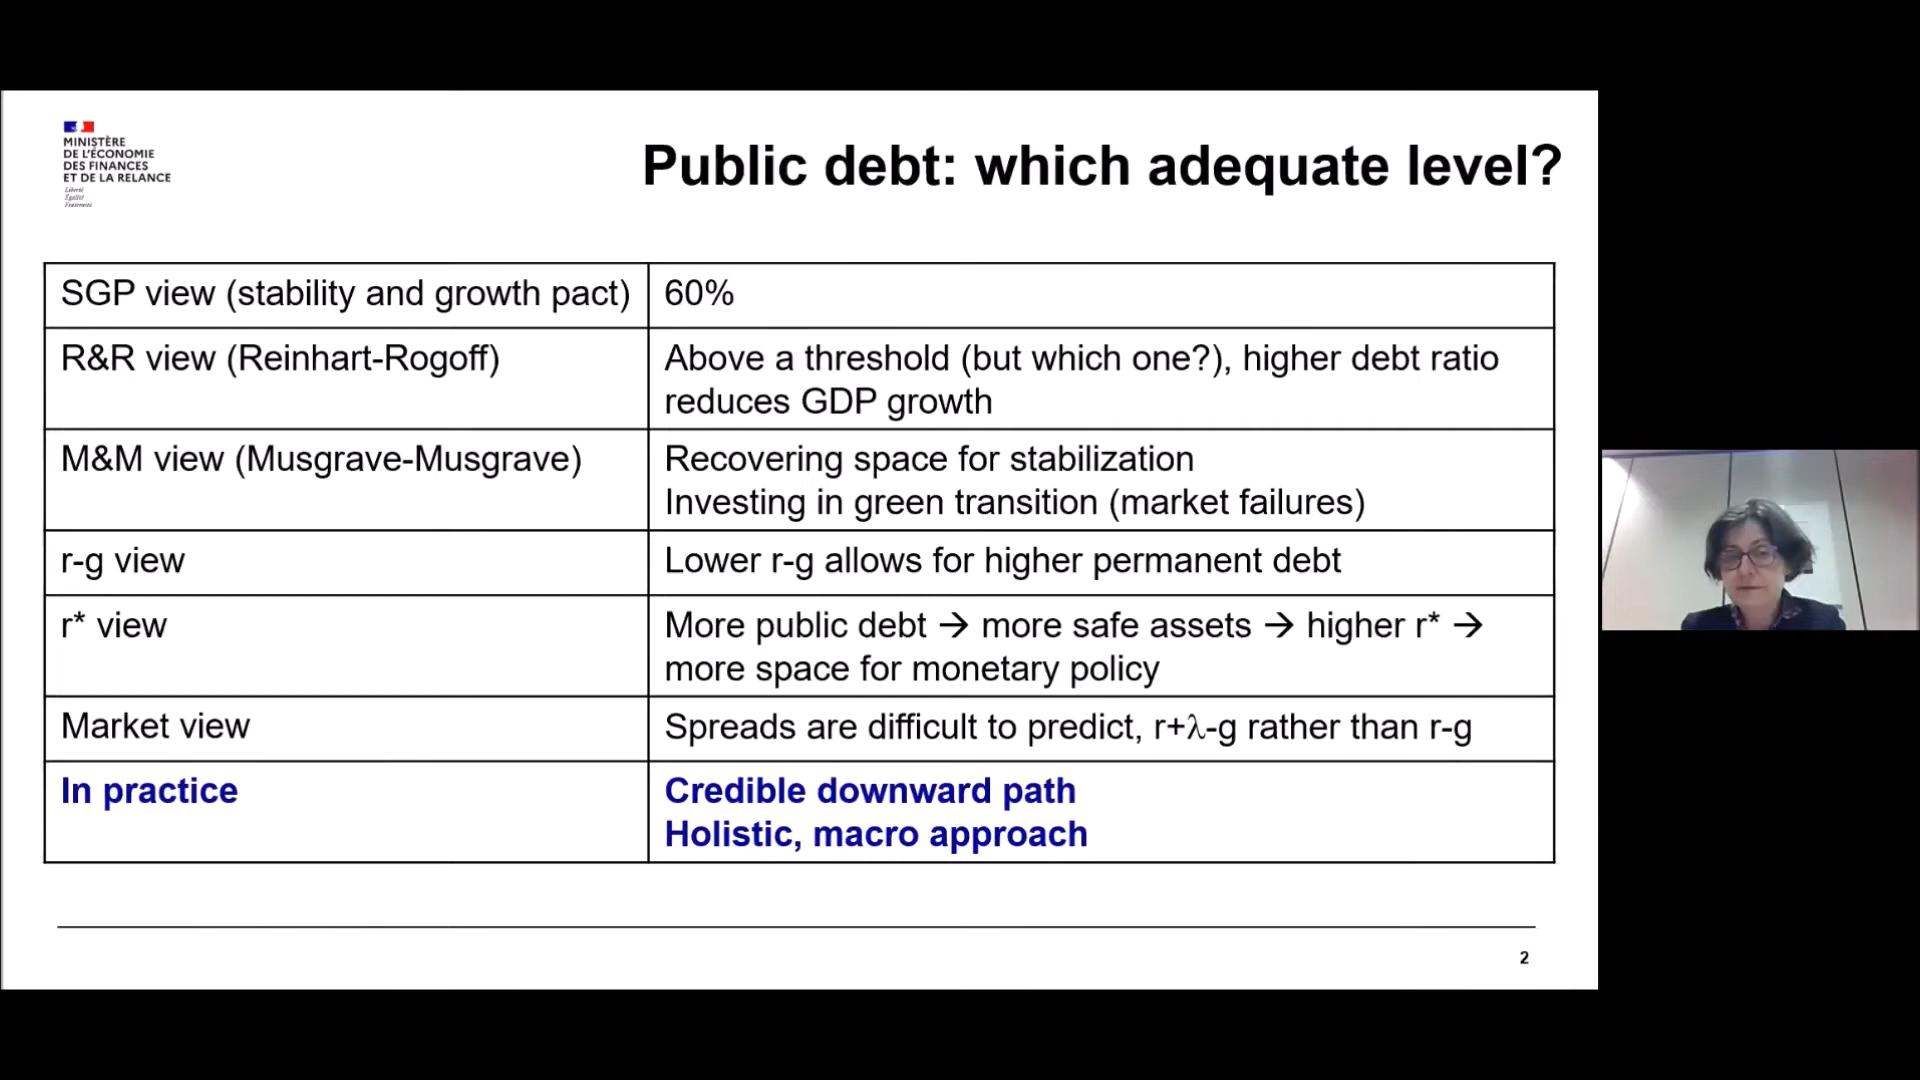 MINISTÈRE
DE L'ÉCONOMIE
DES FINANCES
ET DE LA RELANCE
Liberté
Égalité
Fraternité
Public debt: which adequate level?
SGP view (stability and growth pact)
60%
R&R view (Reinhart-Rogoff)
Above a threshold (but which one?), higher debt ratio
reduces GDP growth
M&M view (Musgrave-Musgrave)
Recovering space for stabilization
Investing in green transition (market failures)
r-g view
Lower r-g allows for higher permanent debt
r* view
More public debt → more safe assets → higher r* →
more space for monetary policy
Market view
Spreads are difficult to predict, r+λ-g rather than r-g
In practice
Credible downward path
Holistic, macro approach
2